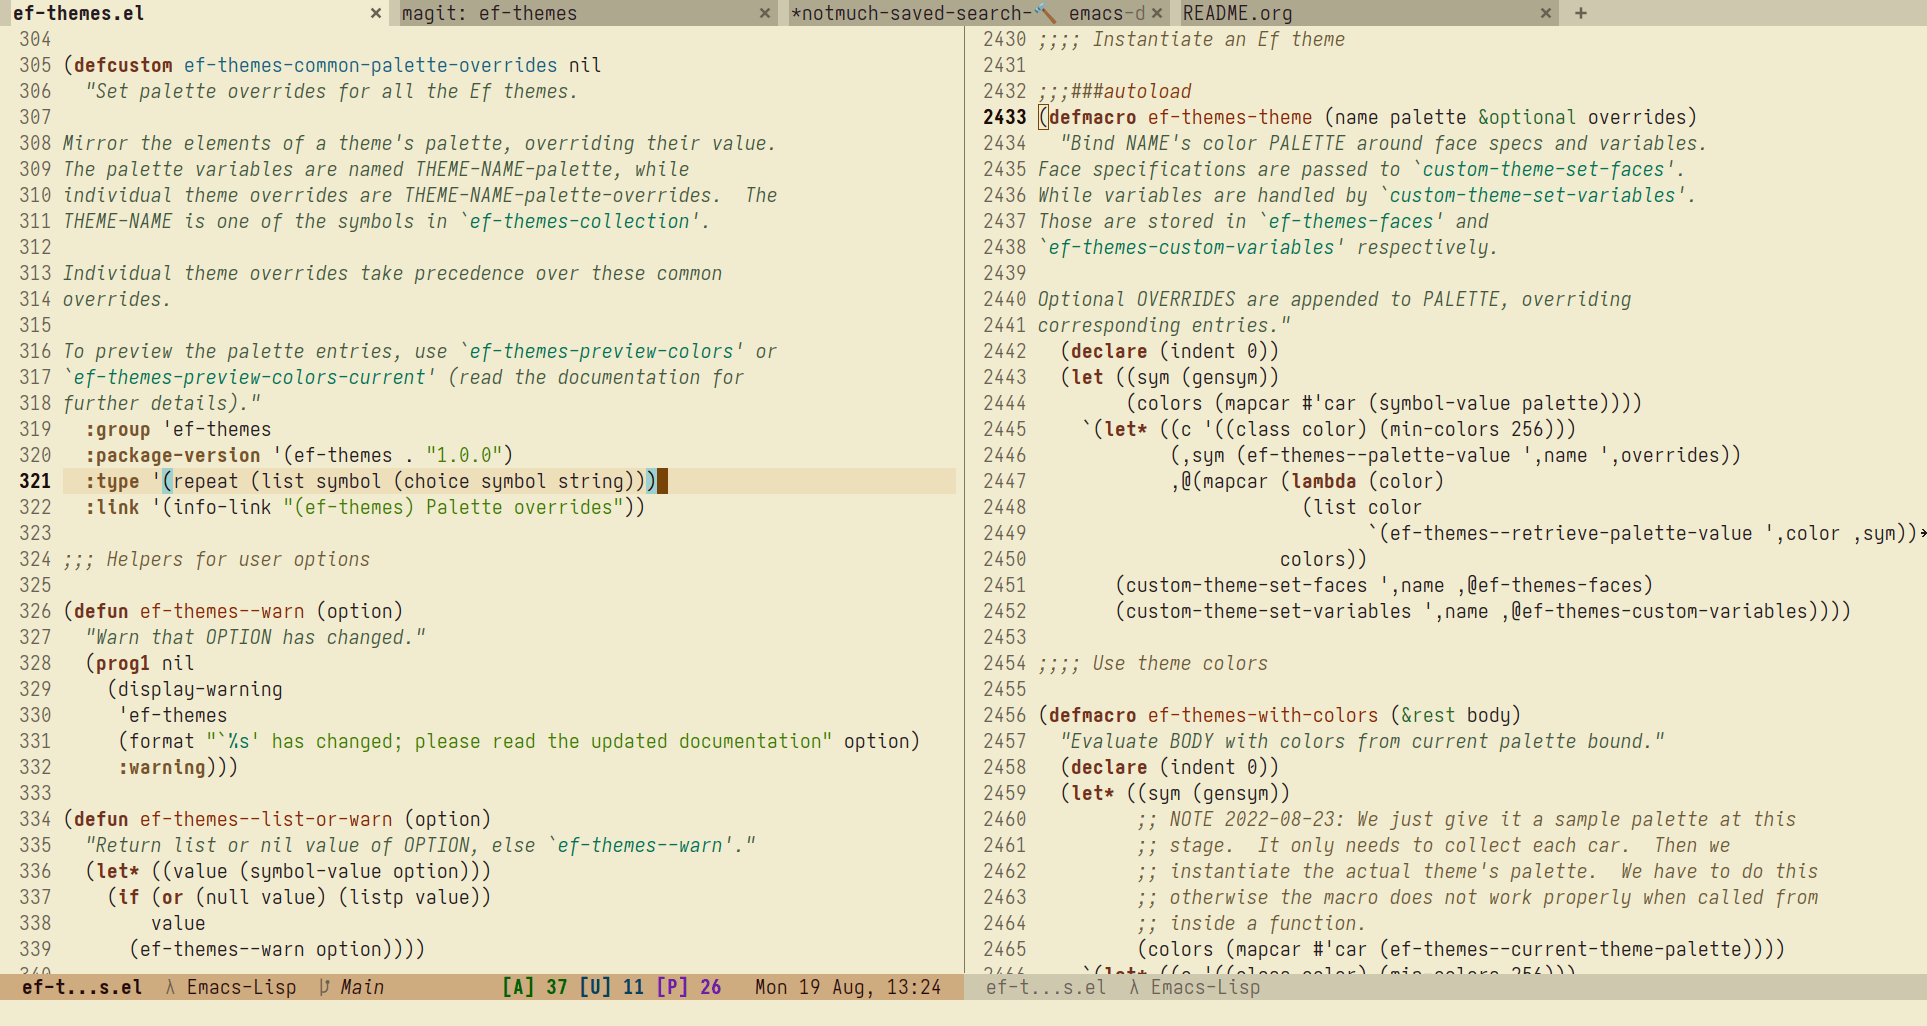 ef-themes.el × magit: ef-themes × *notmuch-saved-search-🔨 emacs-d × README.org × +
304
305 (defcustom ef-themes-common-palette-overrides nil
306   "Set palette overrides for all the Ef themes.
307
308 Mirror the elements of a theme's palette, overriding their value.
309 The palette variables are named THEME-NAME-palette, while
310 individual theme overrides are THEME-NAME-palette-overrides.  The
311 THEME-NAME is one of the symbols in `ef-themes-collection'.
312
313 Individual theme overrides take precedence over these common
314 overrides.
315
316 To preview the palette entries, use `ef-themes-preview-colors' or
317 `ef-themes-preview-colors-current' (read the documentation for
318 further details)."
319   :group 'ef-themes
320   :package-version '(ef-themes . "1.0.0")
321   :type '(repeat (list symbol (choice symbol string)))
322   :link '(info-link "(ef-themes) Palette overrides"))
323
324 ;;; Helpers for user options
325
326 (defun ef-themes--warn (option)
327   "Warn that OPTION has changed."
328   (prog1 nil
329     (display-warning
330      'ef-themes
331      (format "`%s' has changed; please read the updated documentation" option)
332      :warning)))
333
334 (defun ef-themes--list-or-warn (option)
335   "Return list or nil value of OPTION, else `ef-themes--warn'."
336   (let* ((value (symbol-value option)))
337     (if (or (null value) (listp value))
338         value
339       (ef-themes--warn option))))
340
ef-t...s.el λ Emacs-Lisp Main [A] 37 [U] 11 [P] 26 Mon 19 Aug, 13:24
2430 ;;;; Instantiate an Ef theme
2431
2432 ;;;###autoload
2433 (defmacro ef-themes-theme (name palette &optional overrides)
2434   "Bind NAME's color PALETTE around face specs and variables.
2435 Face specifications are passed to `custom-theme-set-faces'.
2436 While variables are handled by `custom-theme-set-variables'.
2437 Those are stored in `ef-themes-faces' and
2438 `ef-themes-custom-variables' respectively.
2439
2440 Optional OVERRIDES are appended to PALETTE, overriding
2441 corresponding entries."
2442   (declare (indent 0))
2443   (let ((sym (gensym))
2444         (colors (mapcar #'car (symbol-value palette))))
2445     `(let* ((c '((class color) (min-colors 256)))
2446             (,sym (ef-themes--palette-value ',name ',overrides))
2447             ,@(mapcar (lambda (color)
2448                         (list color
2449                               `(ef-themes--retrieve-palette-value ',color ,sym))
2450                       colors))
2451        (custom-theme-set-faces ',name ,@ef-themes-faces)
2452        (custom-theme-set-variables ',name ,@ef-themes-custom-variables))))
2453
2454 ;;;; Use theme colors
2455
2456 (defmacro ef-themes-with-colors (&rest body)
2457   "Evaluate BODY with colors from current palette bound."
2458   (declare (indent 0))
2459   (let* ((sym (gensym))
2460          ;; NOTE 2022-08-23: We just give it a sample palette at this
2461          ;; stage.  It only needs to collect each car.  Then we
2462          ;; instantiate the actual theme's palette.  We have to do this
2463          ;; otherwise the macro does not work properly when called from
2464          ;; inside a function.
2465          (colors (mapcar #'car (ef-themes--current-theme-palette))))
2466     `(let* ((c '((class color) (min-colors 256)))
ef-t...s.el λ Emacs-Lisp